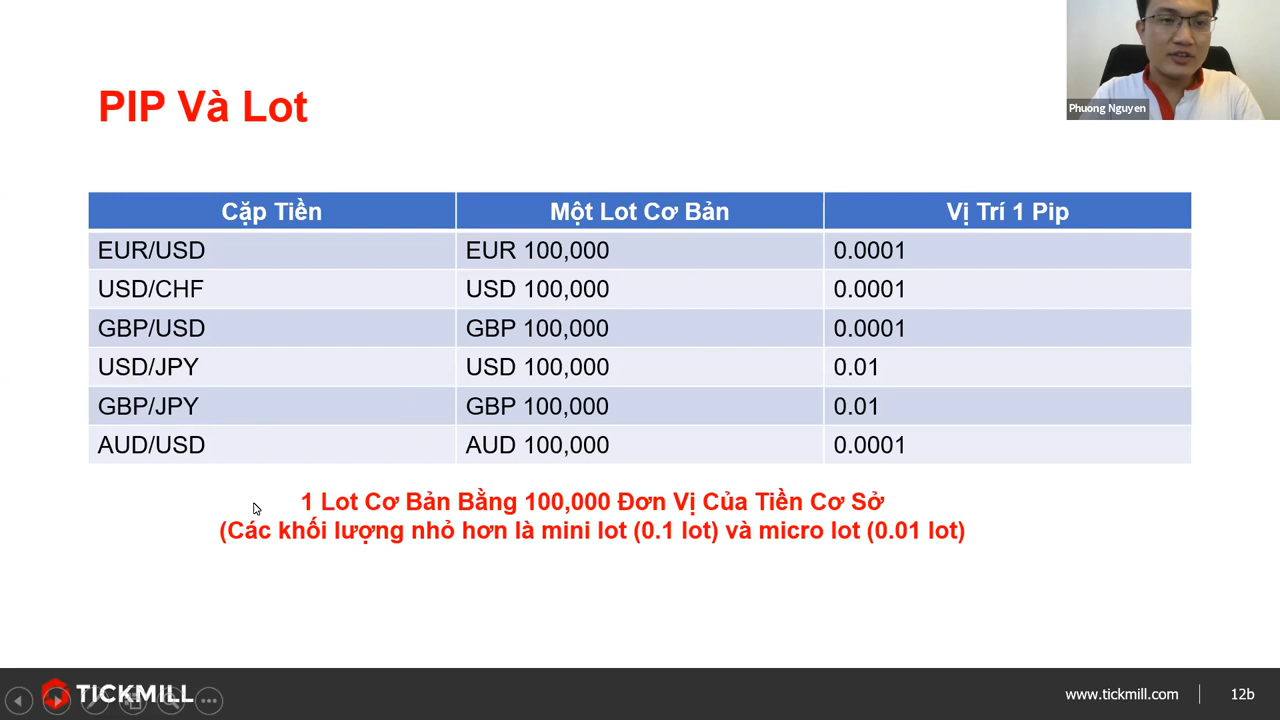 Phuong Nguyen
PIP Và Lot
Cặp Tiền Một Lot Cơ Bản Vị Trí 1 Pip
EUR/USD EUR 100,000 0.0001
USD/CHF USD 100,000 0.0001
GBP/USD GBP 100,000 0.0001
USD/JPY USD 100,000 0.01
GBP/JPY GBP 100,000 0.01
AUD/USD AUD 100,000 0.0001
1 Lot Cơ Bản Bằng 100,000 Đơn Vị Của Tiền Cơ Sở
(Các khối lượng nhỏ hơn là mini lot (0.1 lot) và micro lot (0.01 lot)
TICKMILL www.tickmill.com 12b